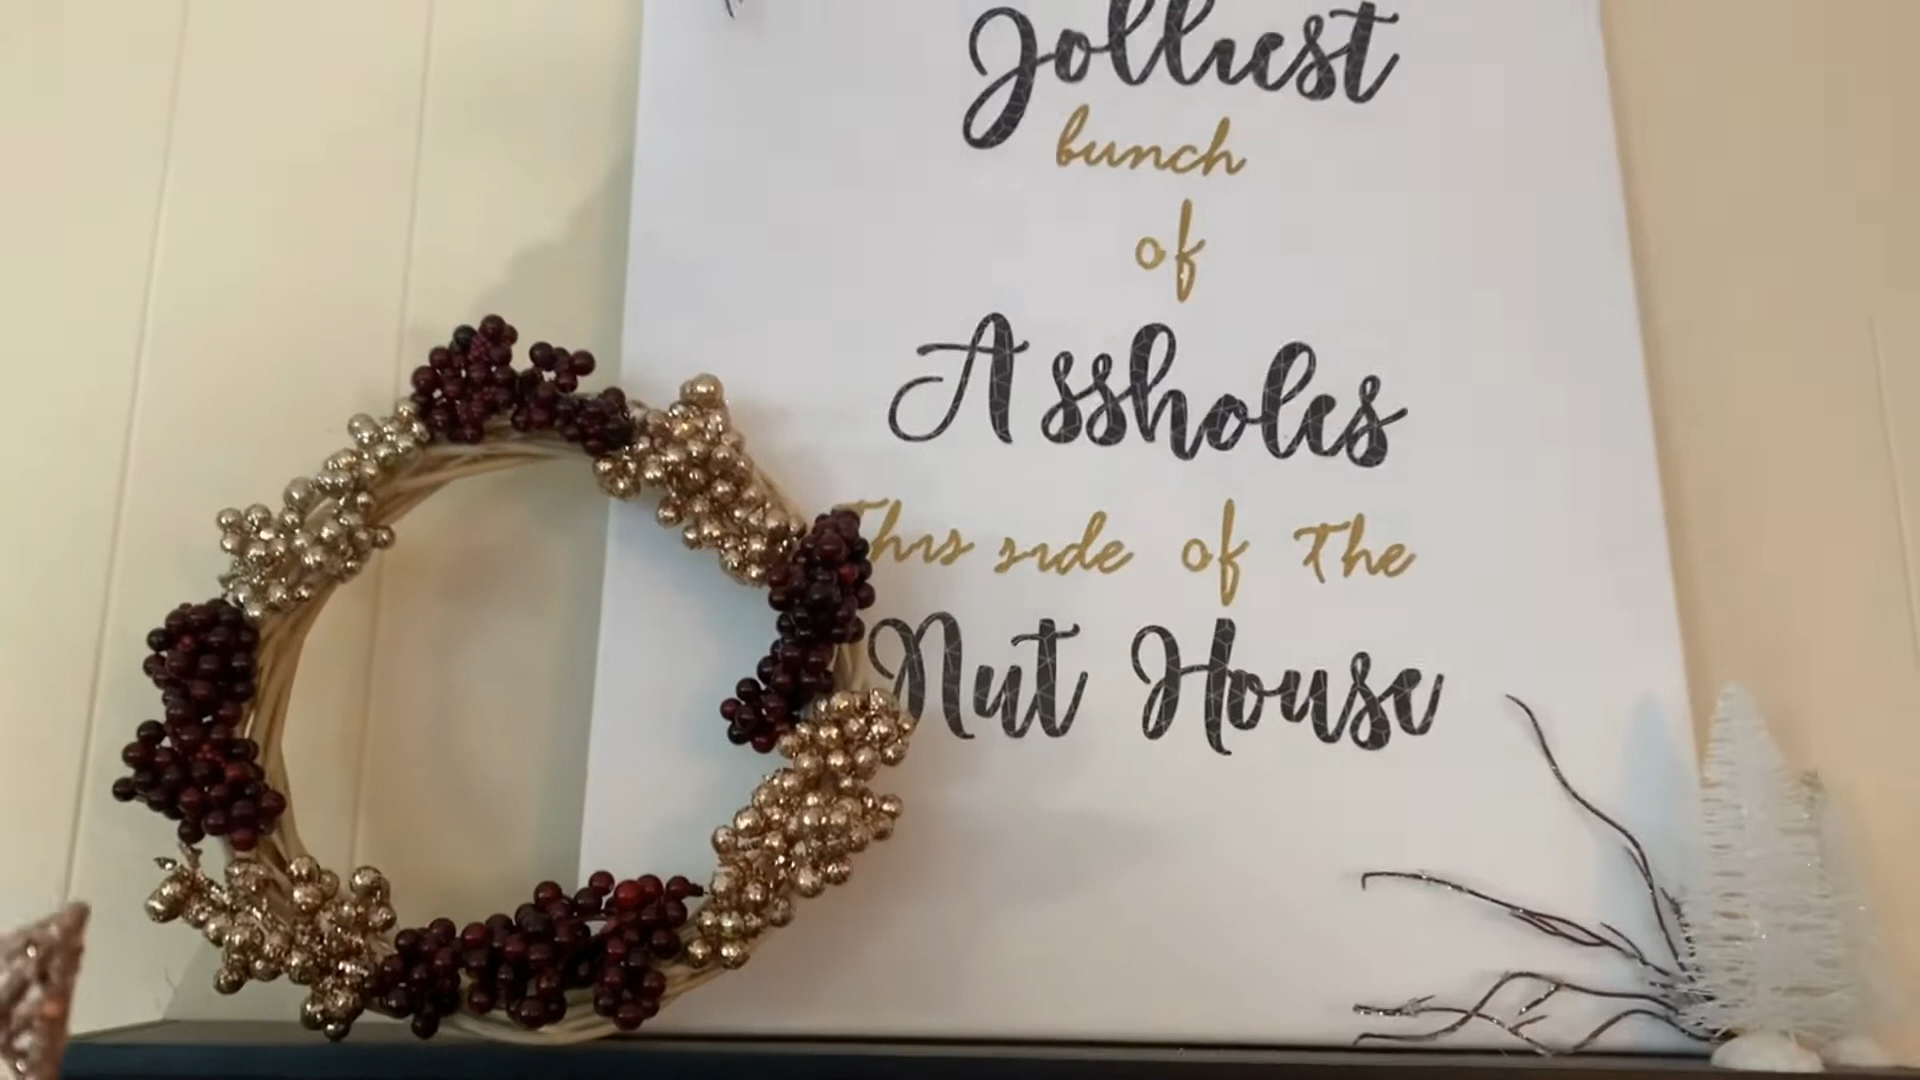 Jolliest
bunch
of
Assholes
This side of The
Nut House